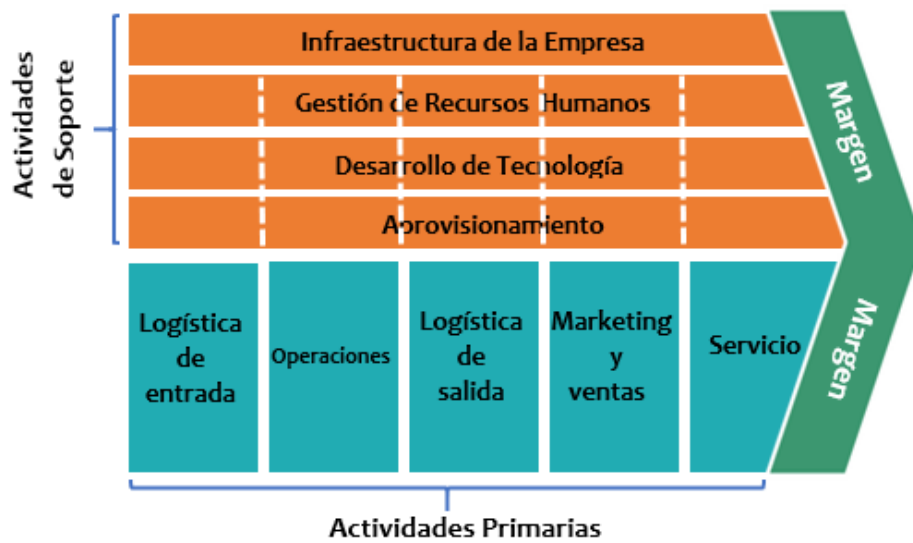 Actividades
de Soporte
Infraestructura de la Empresa
Gestión de Recursos Humanos
Desarrollo de Tecnología
Aprovisionamiento
Margen
Margen
Logística
de
entrada
Operaciones
Logística
de
salida
Marketing
y
ventas
Servicio
Actividades Primarias